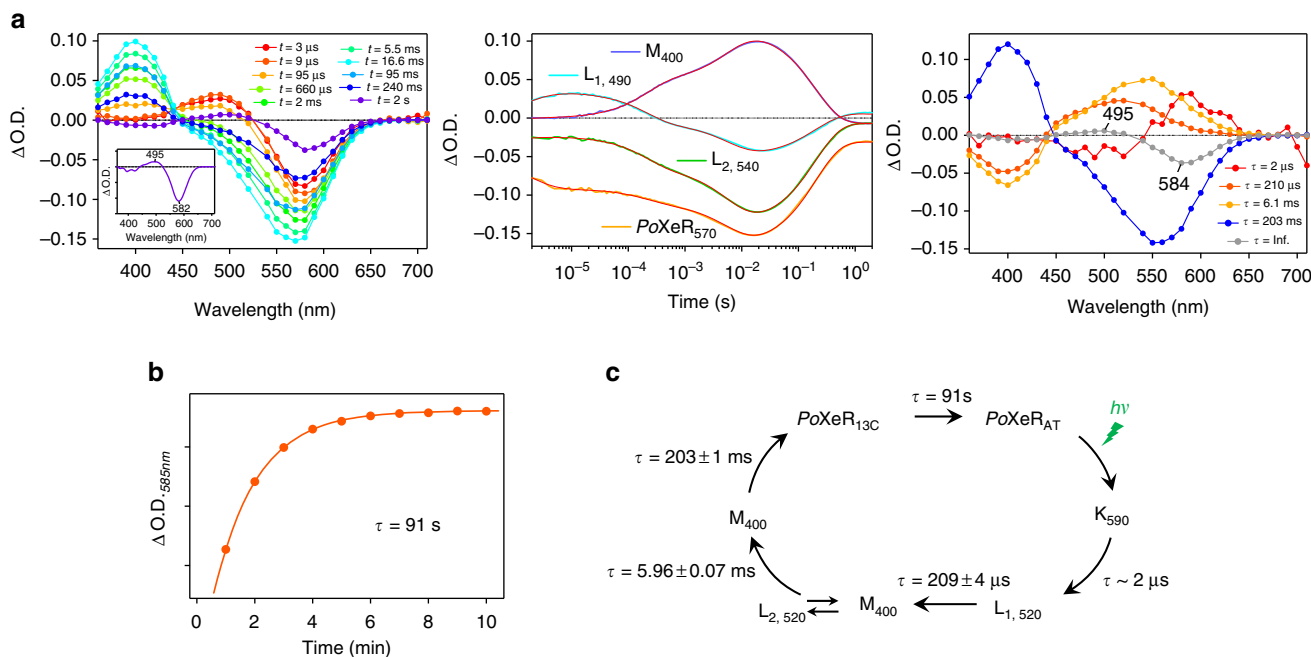 a
0.10
0.05
0.00
−0.05
−0.10
−0.15
Δ O.D.
t = 3 µs
t = 9 µs
t = 95 µs
t = 660 µs
t = 2 ms
t = 5.5 ms
t = 16.6 ms
t = 95 ms
t = 240 ms
t = 2 s
Δ O.D.
495
582
400 500 600 700
Wavelength (nm)
400 450 500 550 600 650 700
Wavelength (nm)
0.10
0.05
0.00
−0.05
−0.10
−0.15
Δ O.D.
M400
L1, 490
L2, 540
PoXeR570
10−5 10−4 10−3 10−2 10−1 100
Time (s)
0.10
0.05
0.00
−0.05
−0.10
−0.15
Δ O.D.
495
584
τ = 2 µs
τ = 210 µs
τ = 6.1 ms
τ = 203 ms
τ = Inf.
400 450 500 550 600 650 700
Wavelength (nm)
b
Δ O.D.585nm
τ = 91 s
0 2 4 6 8 10
Time (min)
c
τ = 91s
PoXeR13C
PoXeRAT
hν
τ = 203±1 ms
M400
K590
τ = 5.96±0.07 ms
τ = 209±4 µs
τ ~ 2 µs
L2, 520
M400
L1, 520